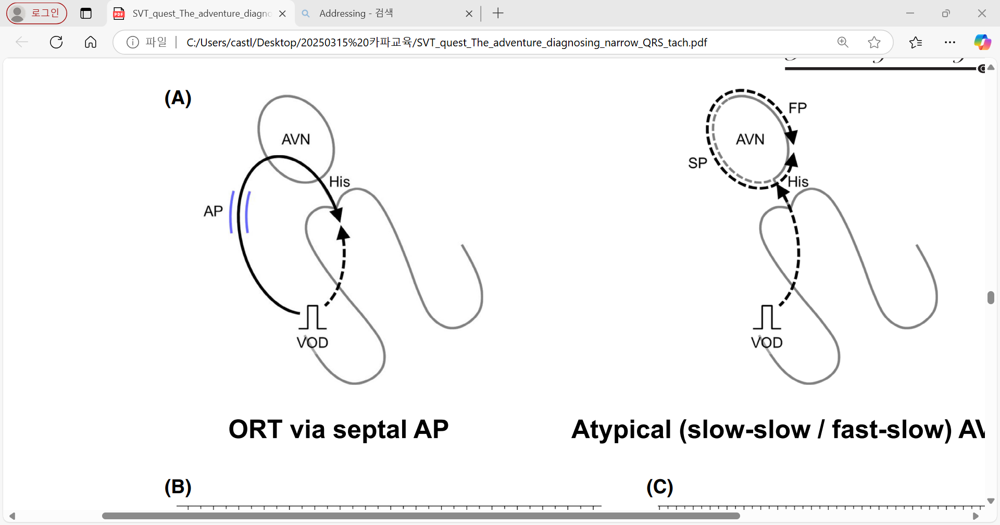 로그인
SVT_quest_The_adventure_diagno
Addressing - 검색
파일
C:/Users/castl/Desktop/20250315%20카파교육/SVT_quest_The_adventure_diagnosing_narrow_QRS_tach.pdf
(A)
AVN
His
AP
VOD
FP
AVN
SP
His
VOD
ORT via septal AP
Atypical (slow-slow / fast-slow) AV
(B)
(C)